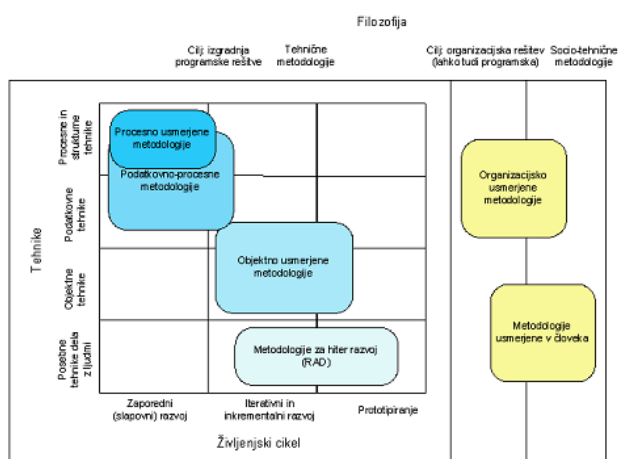 Filozofija
Cilj: izgradnja
programske rešitve
Tehnične
metodologije
Cilj: organizacijska rešitev
(lahko tudi programska)
Socio-tehnične
metodologije
Tehnike
Procesne in
strukturne
tehnike
Podatkovne
tehnike
Objektne
tehnike
Posebne
tehnike dela
z ljudmi
Procesno usmerjene
metodologije
Podatkovno-procesne
metodologije
Objektno usmerjene
metodologije
Metodologije za hiter razvoj
(RAD)
Organizacijsko
usmerjene
metodologije
Metodologije
usmerjene v človeka
Zaporedni
(slapovni) razvoj
Iterativni in
inkrementalni razvoj
Prototipiranje
Življenjski cikel